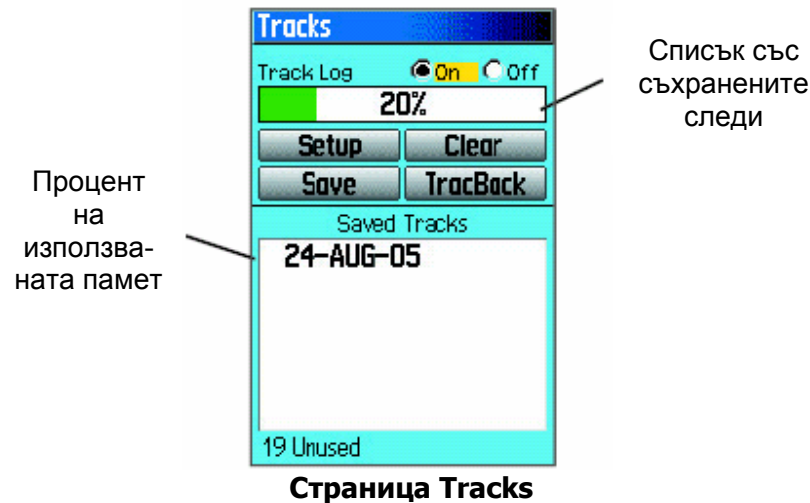 Tracks
Track Log On Off
20%
Setup Clear
Save TracBack
Saved Tracks
24-AUG-05
19 Unused
Списък със
съхранените
следи
Процент
на
използва-
ната памет
Страница Tracks